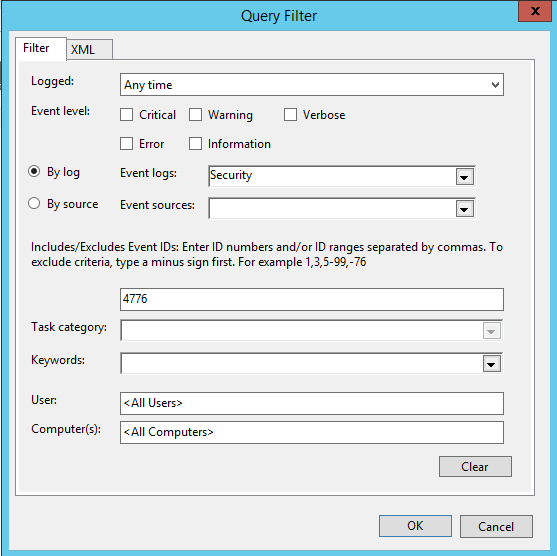 Query Filter
x
Filter XML
Logged: Any time
Event level: Critical Warning Verbose
Error Information
By log Event logs: Security
By source Event sources:
Includes/Excludes Event IDs: Enter ID numbers and/or ID ranges separated by commas. To
exclude criteria, type a minus sign first. For example 1,3,5-99,-76
4776
Task category:
Keywords:
User: <All Users>
Computer(s): <All Computers>
Clear
OK Cancel